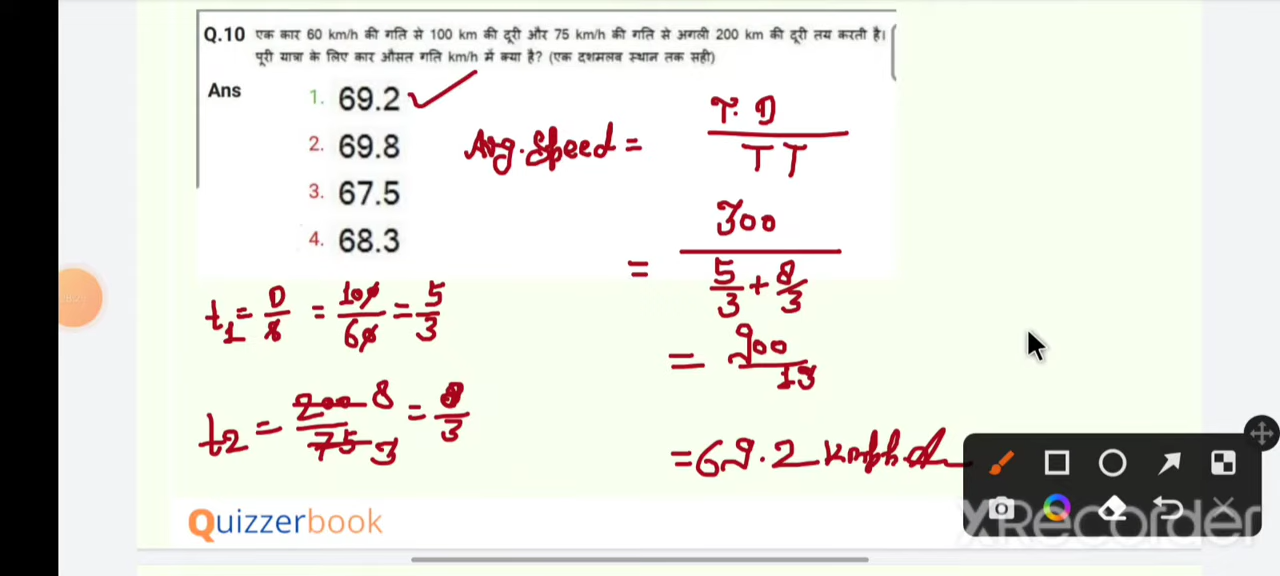 Q.10 एक कार 60 km/h की गति से 100 km की दूरी और 75 km/h की गति से अगली 200 km की दूरी तय करती है।
पूरी यात्रा के लिए कार औसत गति km/h में क्या है? (एक दशमलव स्थान तक सही)
Ans
1. 69.2
2. 69.8
3. 67.5
4. 68.3
Avg. Speed = T.D / TT
= 300 / 5/3 + 8/3
= 900 / 13
= 69.2 kmph
t1 = D/s = 100/60 = 5/3
t2 = 200 8 / 75 3 = 8/3
Quizzerbook
XRecorder